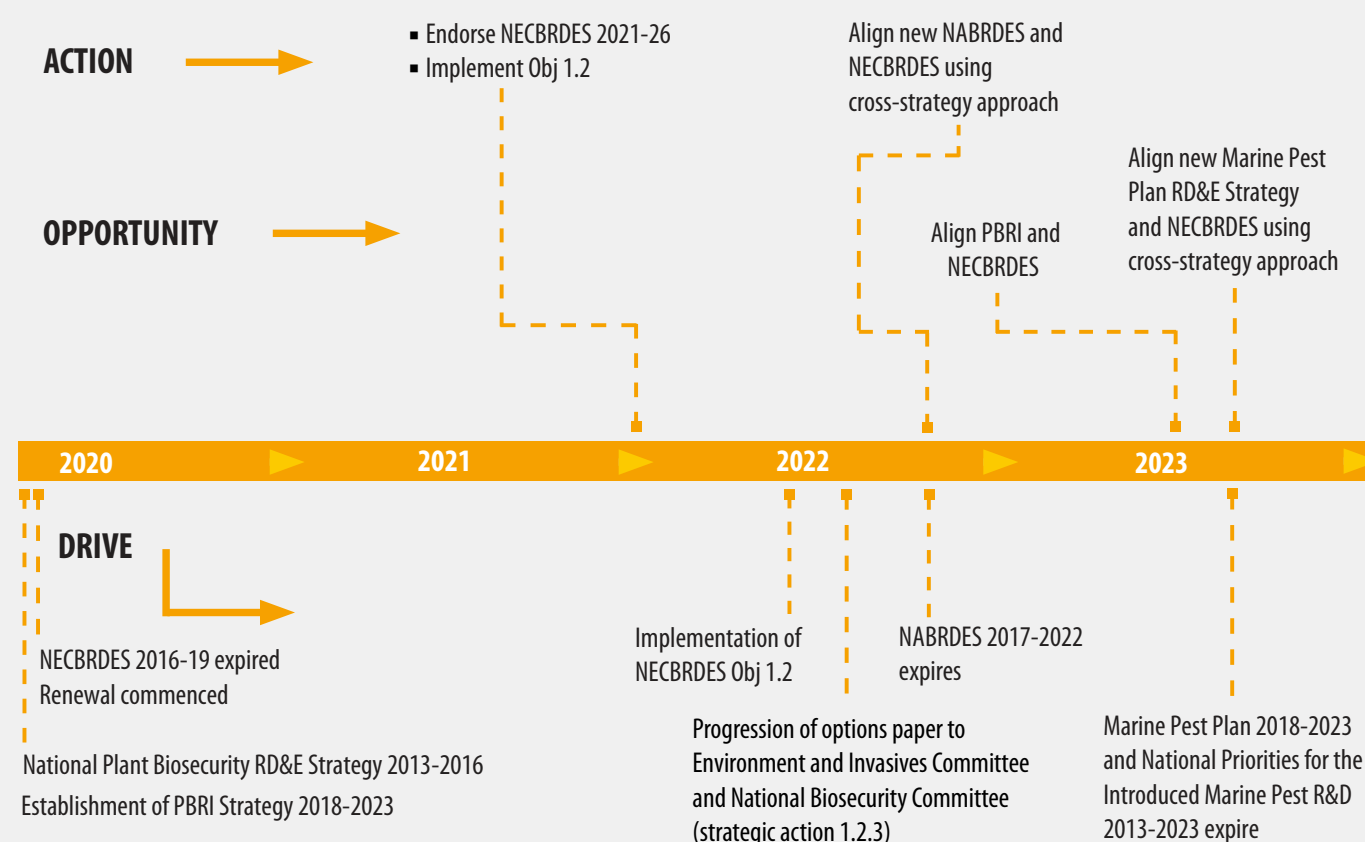 ACTION
▪ Endorse NECBRDES 2021-26
▪ Implement Obj 1.2
Align new NABRDES and
NECBRDES using
cross-strategy approach
OPPORTUNITY
Align PBRI and
NECBRDES
Align new Marine Pest
Plan RD&E Strategy
and NECBRDES using
cross-strategy approach
2020
2021
2022
2023
DRIVE
NECBRDES 2016-19 expired
Renewal commenced
National Plant Biosecurity RD&E Strategy 2013-2016
Establishment of PBRI Strategy 2018-2023
Implementation of
NECBRDES Obj 1.2
Progression of options paper to
Environment and Invasives Committee
and National Biosecurity Committee
(strategic action 1.2.3)
NABRDES 2017-2022
expires
Marine Pest Plan 2018-2023
and National Priorities for the
Introduced Marine Pest R&D
2013-2023 expire